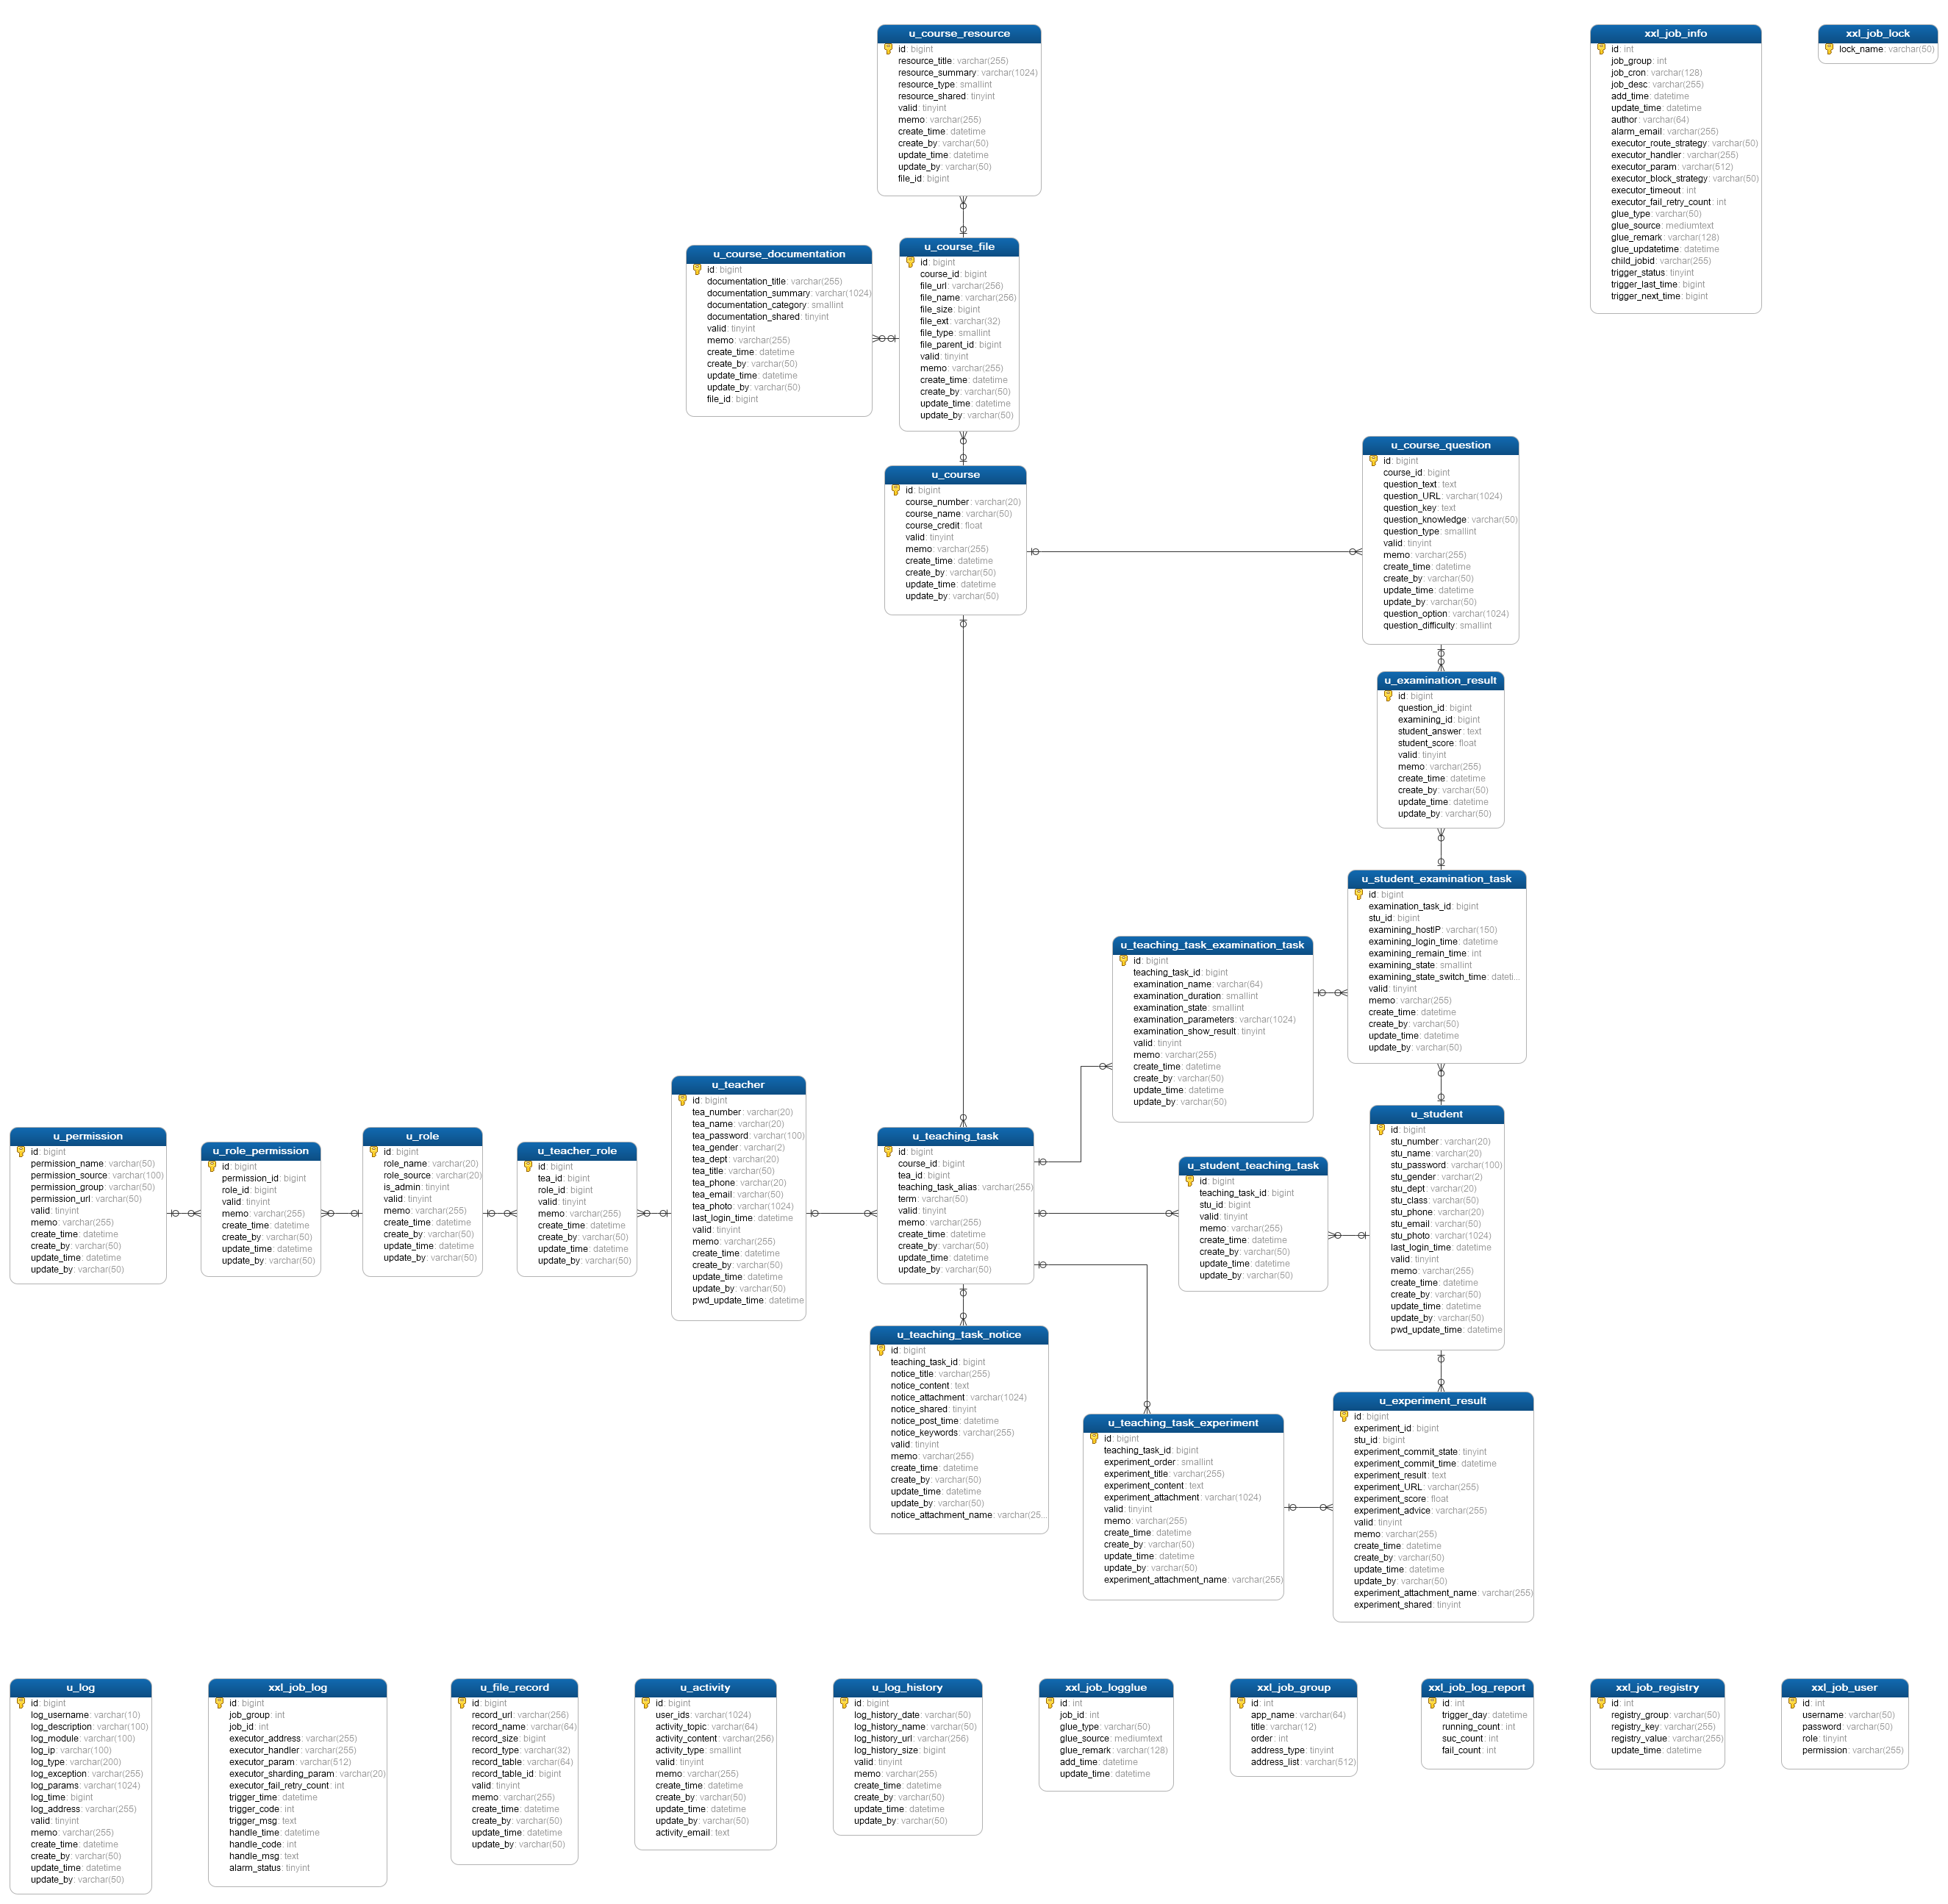 u_course_resource
id: bigint
resource_title: varchar(255)
resource_summary: varchar(1024)
resource_type: smallint
resource_shared: tinyint
valid: tinyint
memo: varchar(255)
create_time: datetime
create_by: varchar(50)
update_time: datetime
update_by: varchar(50)
file_id: bigint
xxl_job_info
id: int
job_group: int
job_cron: varchar(128)
job_desc: varchar(255)
add_time: datetime
update_time: datetime
author: varchar(64)
alarm_email: varchar(255)
executor_route_strategy: varchar(50)
executor_handler: varchar(255)
executor_param: varchar(512)
executor_block_strategy: varchar(50)
executor_timeout: int
executor_fail_retry_count: int
glue_type: varchar(50)
glue_source: mediumtext
glue_remark: varchar(128)
glue_updatetime: datetime
child_jobid: varchar(255)
trigger_status: tinyint
trigger_last_time: bigint
trigger_next_time: bigint
xxl_job_lock
lock_name: varchar(50)
u_course_documentation
id: bigint
documentation_title: varchar(255)
documentation_summary: varchar(1024)
documentation_category: smallint
documentation_shared: tinyint
valid: tinyint
memo: varchar(255)
create_time: datetime
create_by: varchar(50)
update_time: datetime
update_by: varchar(50)
file_id: bigint
u_course_file
id: bigint
course_id: bigint
file_url: varchar(256)
file_name: varchar(256)
file_size: bigint
file_ext: varchar(32)
file_type: smallint
file_parent_id: bigint
valid: tinyint
memo: varchar(255)
create_time: datetime
create_by: varchar(50)
update_time: datetime
update_by: varchar(50)
u_course
id: bigint
course_number: varchar(20)
course_name: varchar(50)
course_credit: float
valid: tinyint
memo: varchar(255)
create_time: datetime
create_by: varchar(50)
update_time: datetime
update_by: varchar(50)
u_course_question
id: bigint
course_id: bigint
question_text: text
question_URL: varchar(1024)
question_key: text
question_knowledge: varchar(50)
question_type: smallint
valid: tinyint
memo: varchar(255)
create_time: datetime
create_by: varchar(50)
update_time: datetime
update_by: varchar(50)
question_option: varchar(1024)
question_difficulty: smallint
u_examination_result
id: bigint
question_id: bigint
examining_id: bigint
student_answer: text
student_score: float
valid: tinyint
memo: varchar(255)
create_time: datetime
create_by: varchar(50)
update_time: datetime
update_by: varchar(50)
u_student_examination_task
id: bigint
examination_task_id: bigint
stu_id: bigint
examining_hostIP: varchar(150)
examining_login_time: datetime
examining_remain_time: int
examining_state: smallint
examining_state_switch_time: dateti...
valid: tinyint
memo: varchar(255)
create_time: datetime
create_by: varchar(50)
update_time: datetime
update_by: varchar(50)
u_teaching_task_examination_task
id: bigint
teaching_task_id: bigint
examination_name: varchar(64)
examination_duration: smallint
examination_state: smallint
examination_parameters: varchar(1024)
examination_show_result: tinyint
valid: tinyint
memo: varchar(255)
create_time: datetime
create_by: varchar(50)
update_time: datetime
update_by: varchar(50)
u_permission
id: bigint
permission_name: varchar(50)
permission_source: varchar(100)
permission_group: varchar(50)
permission_url: varchar(50)
valid: tinyint
memo: varchar(255)
create_time: datetime
create_by: varchar(50)
update_time: datetime
update_by: varchar(50)
u_role_permission
id: bigint
permission_id: bigint
role_id: bigint
valid: tinyint
memo: varchar(255)
create_time: datetime
create_by: varchar(50)
update_time: datetime
update_by: varchar(50)
u_role
id: bigint
role_name: varchar(20)
role_source: varchar(20)
is_admin: tinyint
valid: tinyint
memo: varchar(255)
create_time: datetime
create_by: varchar(50)
update_time: datetime
update_by: varchar(50)
u_teacher_role
id: bigint
tea_id: bigint
role_id: bigint
valid: tinyint
memo: varchar(255)
create_time: datetime
create_by: varchar(50)
update_time: datetime
update_by: varchar(50)
u_teacher
id: bigint
tea_number: varchar(20)
tea_name: varchar(20)
tea_password: varchar(100)
tea_gender: varchar(2)
tea_dept: varchar(20)
tea_title: varchar(50)
tea_phone: varchar(20)
tea_email: varchar(50)
tea_photo: varchar(1024)
last_login_time: datetime
valid: tinyint
memo: varchar(255)
create_time: datetime
create_by: varchar(50)
update_time: datetime
update_by: varchar(50)
pwd_update_time: datetime
u_teaching_task
id: bigint
course_id: bigint
tea_id: bigint
teaching_task_alias: varchar(255)
term: varchar(50)
valid: tinyint
memo: varchar(255)
create_time: datetime
create_by: varchar(50)
update_time: datetime
update_by: varchar(50)
u_student_teaching_task
id: bigint
teaching_task_id: bigint
stu_id: bigint
valid: tinyint
memo: varchar(255)
create_time: datetime
create_by: varchar(50)
update_time: datetime
update_by: varchar(50)
u_student
id: bigint
stu_number: varchar(20)
stu_name: varchar(20)
stu_password: varchar(100)
stu_gender: varchar(2)
stu_dept: varchar(20)
stu_class: varchar(50)
stu_phone: varchar(20)
stu_email: varchar(50)
stu_photo: varchar(1024)
last_login_time: datetime
valid: tinyint
memo: varchar(255)
create_time: datetime
create_by: varchar(50)
update_time: datetime
update_by: varchar(50)
pwd_update_time: datetime
u_teaching_task_notice
id: bigint
teaching_task_id: bigint
notice_title: varchar(255)
notice_content: text
notice_attachment: varchar(1024)
notice_shared: tinyint
notice_post_time: datetime
notice_keywords: varchar(255)
valid: tinyint
memo: varchar(255)
create_time: datetime
create_by: varchar(50)
update_time: datetime
update_by: varchar(50)
notice_attachment_name: varchar(25...
u_teaching_task_experiment
id: bigint
teaching_task_id: bigint
experiment_order: smallint
experiment_title: varchar(255)
experiment_content: text
experiment_attachment: varchar(1024)
valid: tinyint
memo: varchar(255)
create_time: datetime
create_by: varchar(50)
update_time: datetime
update_by: varchar(50)
experiment_attachment_name: varchar(255)
u_experiment_result
id: bigint
experiment_id: bigint
stu_id: bigint
experiment_commit_state: tinyint
experiment_commit_time: datetime
experiment_result: text
experiment_URL: varchar(255)
experiment_score: float
experiment_advice: varchar(255)
valid: tinyint
memo: varchar(255)
create_time: datetime
create_by: varchar(50)
update_time: datetime
update_by: varchar(50)
experiment_attachment_name: varchar(255)
experiment_shared: tinyint
u_log
id: bigint
log_username: varchar(10)
log_description: varchar(100)
log_module: varchar(100)
log_ip: varchar(100)
log_type: varchar(200)
log_exception: varchar(255)
log_params: varchar(1024)
log_time: bigint
log_address: varchar(255)
valid: tinyint
memo: varchar(255)
create_time: datetime
create_by: varchar(50)
update_time: datetime
update_by: varchar(50)
xxl_job_log
id: bigint
job_group: int
job_id: int
executor_address: varchar(255)
executor_handler: varchar(255)
executor_param: varchar(512)
executor_sharding_param: varchar(20)
executor_fail_retry_count: int
trigger_time: datetime
trigger_code: int
trigger_msg: text
handle_time: datetime
handle_code: int
handle_msg: text
alarm_status: tinyint
u_file_record
id: bigint
record_url: varchar(256)
record_name: varchar(64)
record_size: bigint
record_type: varchar(32)
record_table: varchar(64)
record_table_id: bigint
valid: tinyint
memo: varchar(255)
create_time: datetime
create_by: varchar(50)
update_time: datetime
update_by: varchar(50)
u_activity
id: bigint
user_ids: varchar(1024)
activity_topic: varchar(64)
activity_content: varchar(256)
activity_type: smallint
valid: tinyint
memo: varchar(255)
create_time: datetime
create_by: varchar(50)
update_time: datetime
update_by: varchar(50)
activity_email: text
u_log_history
id: bigint
log_history_date: varchar(50)
log_history_name: varchar(50)
log_history_url: varchar(256)
log_history_size: bigint
valid: tinyint
memo: varchar(255)
create_time: datetime
create_by: varchar(50)
update_time: datetime
update_by: varchar(50)
xxl_job_logglue
id: int
job_id: int
glue_type: varchar(50)
glue_source: mediumtext
glue_remark: varchar(128)
add_time: datetime
update_time: datetime
xxl_job_group
id: int
app_name: varchar(64)
title: varchar(12)
order: int
address_type: tinyint
address_list: varchar(512)
xxl_job_log_report
id: int
trigger_day: datetime
running_count: int
suc_count: int
fail_count: int
xxl_job_registry
id: int
registry_group: varchar(50)
registry_key: varchar(255)
registry_value: varchar(255)
update_time: datetime
xxl_job_user
id: int
username: varchar(50)
password: varchar(50)
role: tinyint
permission: varchar(255)